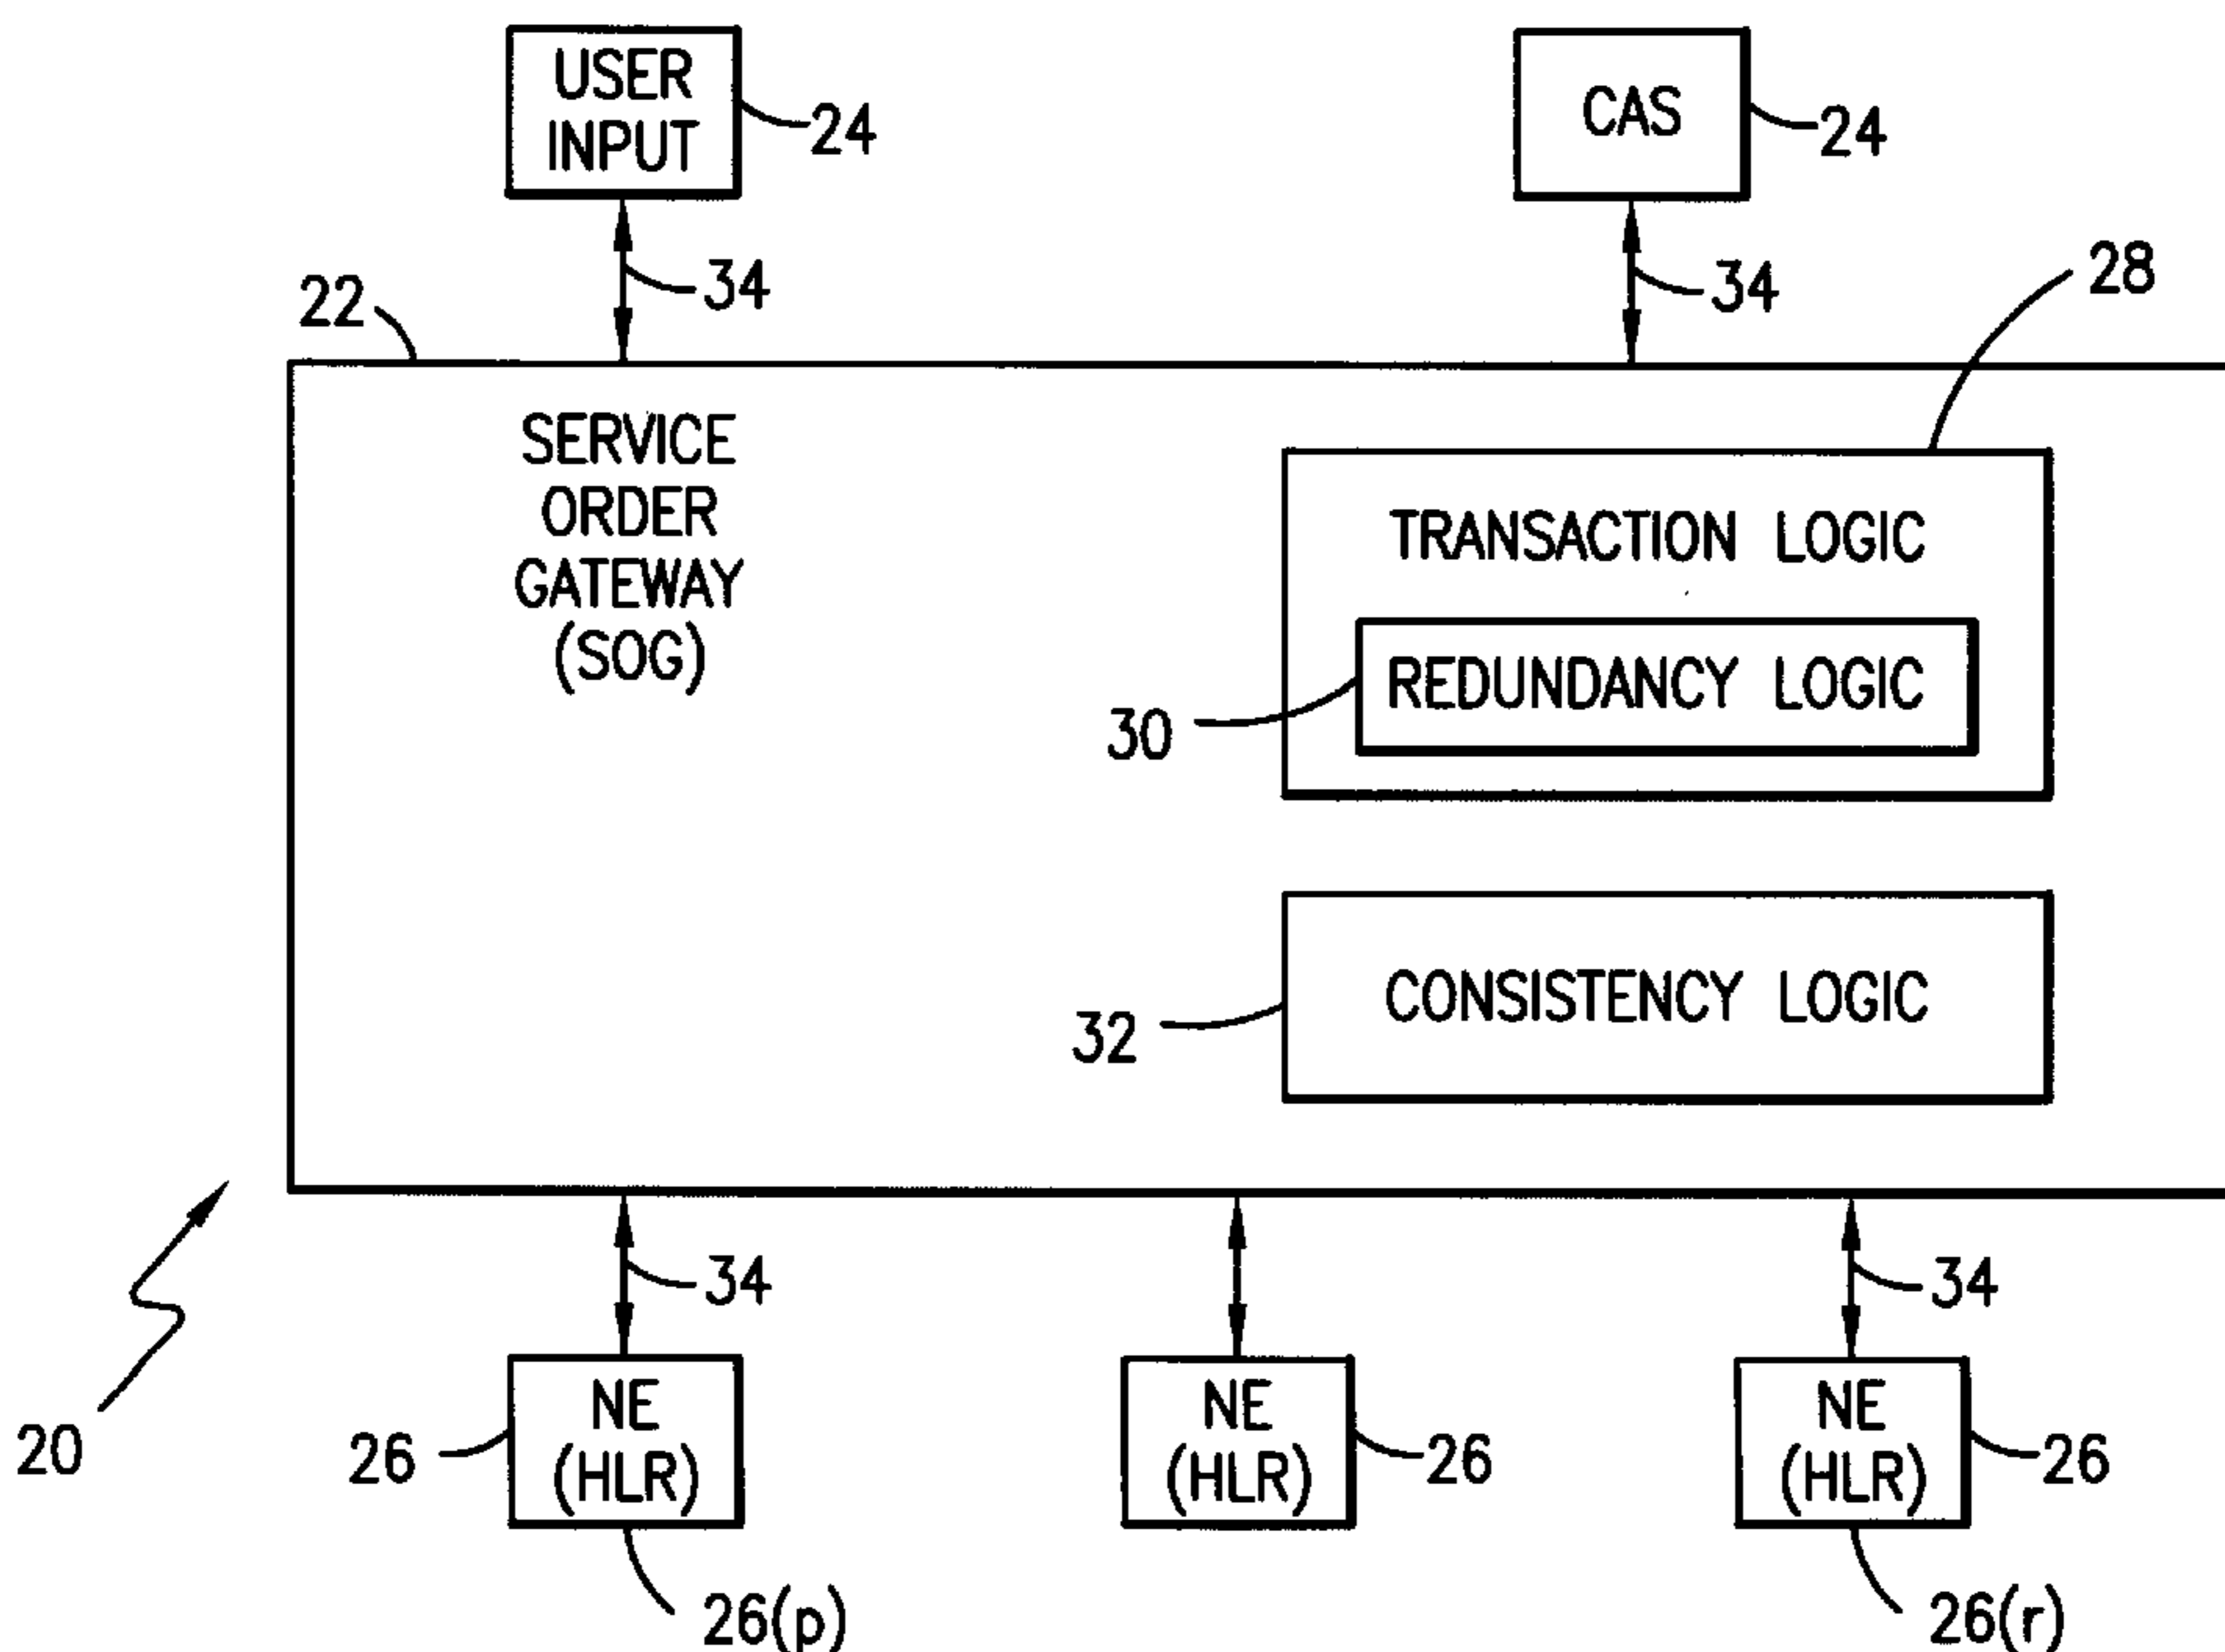 USER
INPUT
24
CAS
24
34
34
22
28
SERVICE
ORDER
GATEWAY
(SOG)
TRANSACTION LOGIC
REDUNDANCY LOGIC
30
CONSISTENCY LOGIC
32
34
34
20
26
NE
(HLR)
NE
(HLR)
26
NE
(HLR)
26
26(p)
26(r)